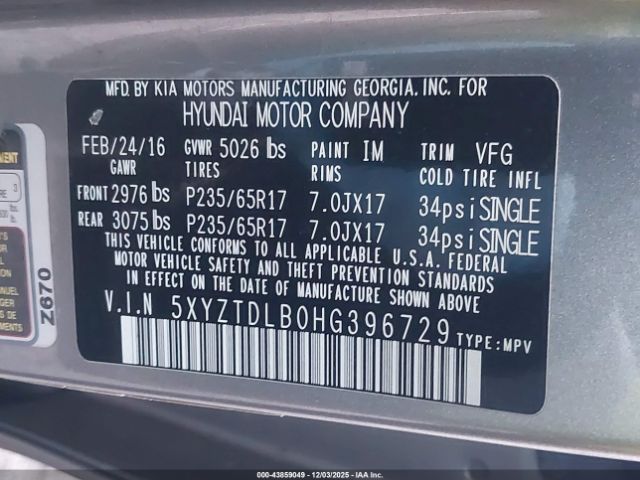 MFD. BY KIA MOTORS MANUFACTURING GEORGIA, INC. FOR
HYUNDAI MOTOR COMPANY
FEB/24/16 GVWR 5026 lbs PAINT IM TRIM VFG
GAWR TIRES RIMS COLD TIRE INFL
FRONT 2976 lbs P235/65R17 7.0JX17 34psi SINGLE
REAR 3075 lbs P235/65R17 7.0JX17 34psi SINGLE
THIS VEHICLE CONFORMS TO ALL APPLICABLE U.S.A. FEDERAL
MOTOR VEHICLE SAFETY AND THEFT PREVENTION STANDARDS
IN EFFECT ON THE DATE OF MANUFACTURE SHOWN ABOVE.
V.I.N 5XYZTDLB0HG396729 TYPE:MPV
Z670
000-43859049 - 12/03/2025 - IAAI, Inc.